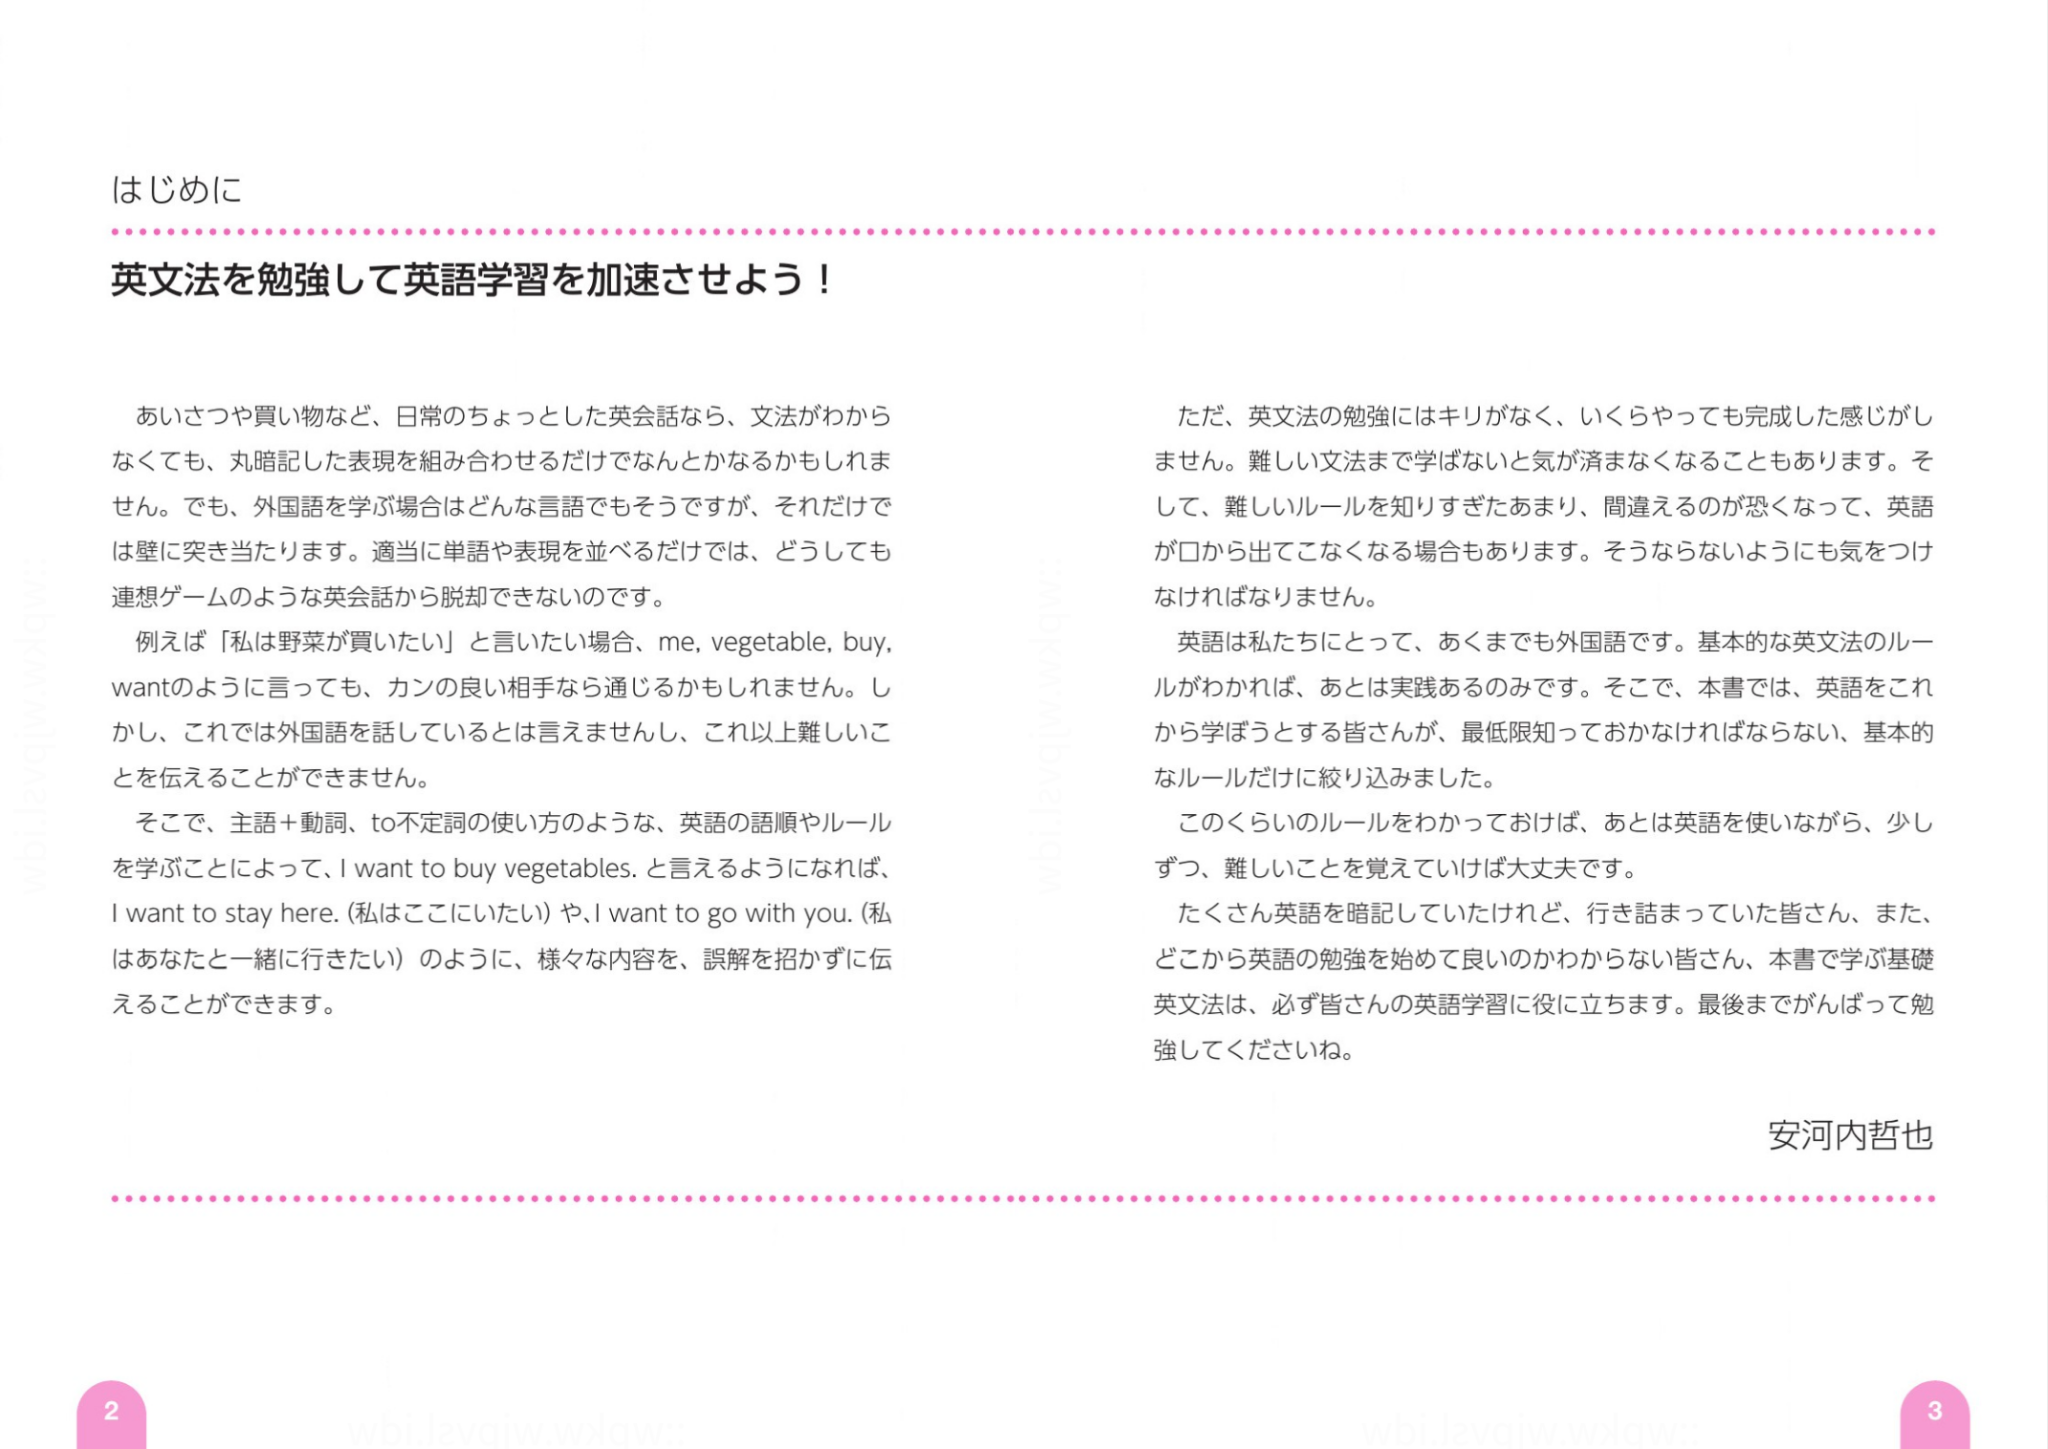 はじめに
英文法を勉強して英語学習を加速させよう！
　あいさつや買い物など、日常のちょっとした英会話なら、文法がわから
なくても、丸暗記した表現を組み合わせるだけでなんとかなるかもしれま
せん。でも、外国語を学ぶ場合はどんな言語でもそうですが、それだけで
は壁に突き当たります。適当に単語や表現を並べるだけでは、どうしても
連想ゲームのような英会話から脱却できないのです。
　例えば「私は野菜が買いたい」と言いたい場合、me, vegetable, buy,
wantのように言っても、カンの良い相手なら通じるかもしれません。し
かし、これでは外国語を話しているとは言えませんし、これ以上難しいこ
とを伝えることができません。
　そこで、主語＋動詞、to不定詞の使い方のような、英語の語順やルール
を学ぶことによって、I want to buy vegetables. と言えるようになれば、
I want to stay here.（私はここにいたい）や、I want to go with you.（私
はあなたと一緒に行きたい）のように、様々な内容を、誤解を招かずに伝
えることができます。
2
　ただ、英文法の勉強にはキリがなく、いくらやっても完成した感じがし
ません。難しい文法まで学ばないと気が済まなくなることもあります。そ
して、難しいルールを知りすぎたあまり、間違えるのが恐くなって、英語
が口から出てこなくなる場合もあります。そうならないようにも気をつけ
なければなりません。
　英語は私たちにとって、あくまでも外国語です。基本的な英文法のルー
ルがわかれば、あとは実践あるのみです。そこで、本書では、英語をこれ
から学ぼうとする皆さんが、最低限知っておかなければならない、基本的
なルールだけに絞り込みました。
　このくらいのルールをわかっておけば、あとは英語を使いながら、少し
ずつ、難しいことを覚えていけば大丈夫です。
　たくさん英語を暗記していたけれど、行き詰まっていた皆さん、また、
どこから英語の勉強を始めて良いのかわからない皆さん、本書で学ぶ基礎
英文法は、必ず皆さんの英語学習に役に立ちます。最後までがんばって勉
強してくださいね。
安河内哲也
3